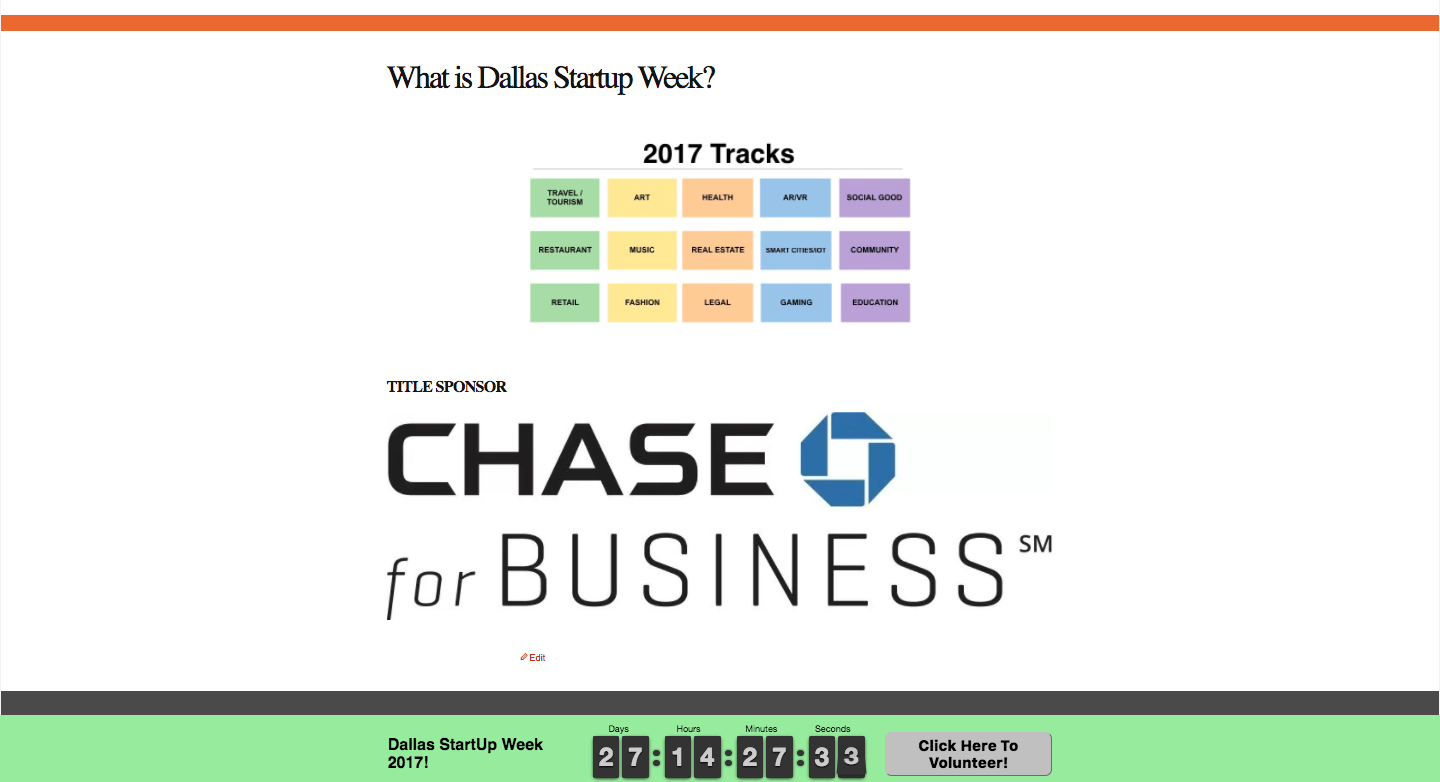 What is Dallas Startup Week?
2017 Tracks
TRAVEL /
TOURISM
ART
HEALTH
AR/VR
SOCIAL GOOD
RESTAURANT
MUSIC
REAL ESTATE
SMART CITIES/IOT
COMMUNITY
RETAIL
FASHION
LEGAL
GAMING
EDUCATION
TITLE SPONSOR
CHASE
for BUSINESS SM
Edit
Dallas StartUp Week
2017!
Days Hours Minutes Seconds
27:14:27:33
Click Here To
Volunteer!